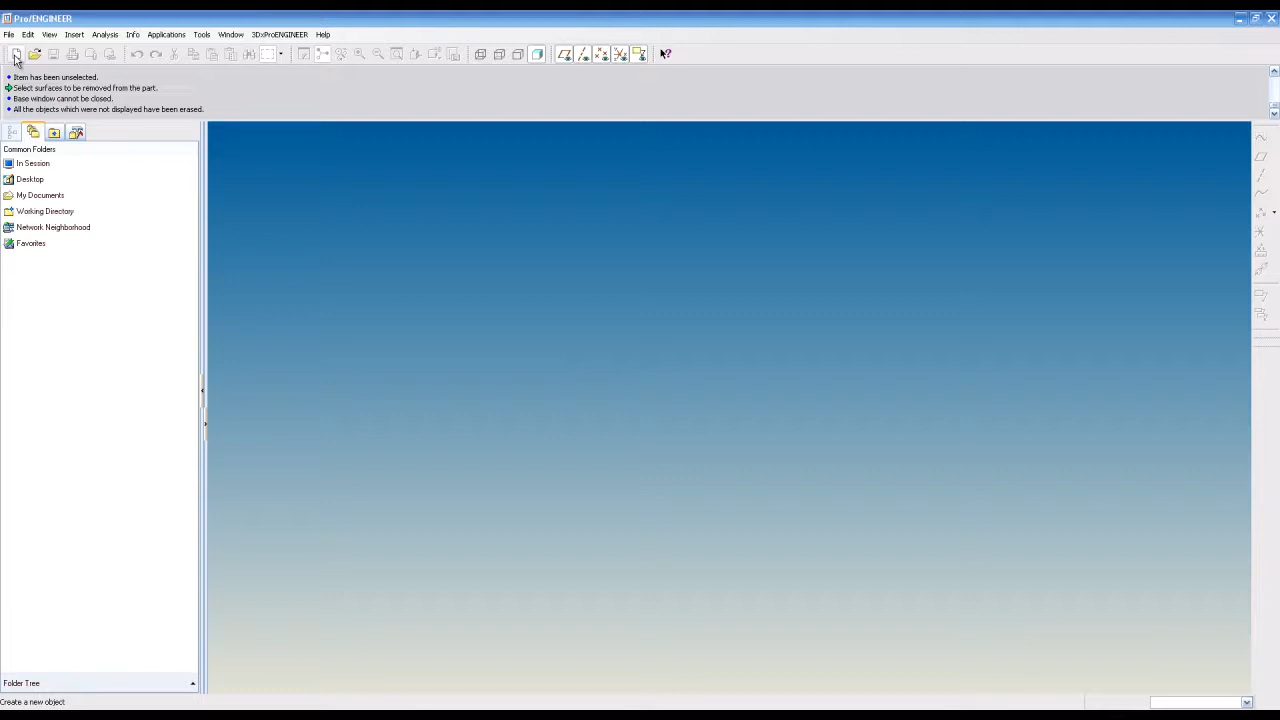 Pro/ENGINEER
File Edit View Insert Analysis Info Applications Tools Window 3DxProENGINEER Help
Item has been unselected.
Select surfaces to be removed from the part.
Base window cannot be closed.
All the objects which were not displayed have been erased.
Common Folders
In Session
Desktop
My Documents
Working Directory
Network Neighborhood
Favorites
Folder Tree
Create a new object